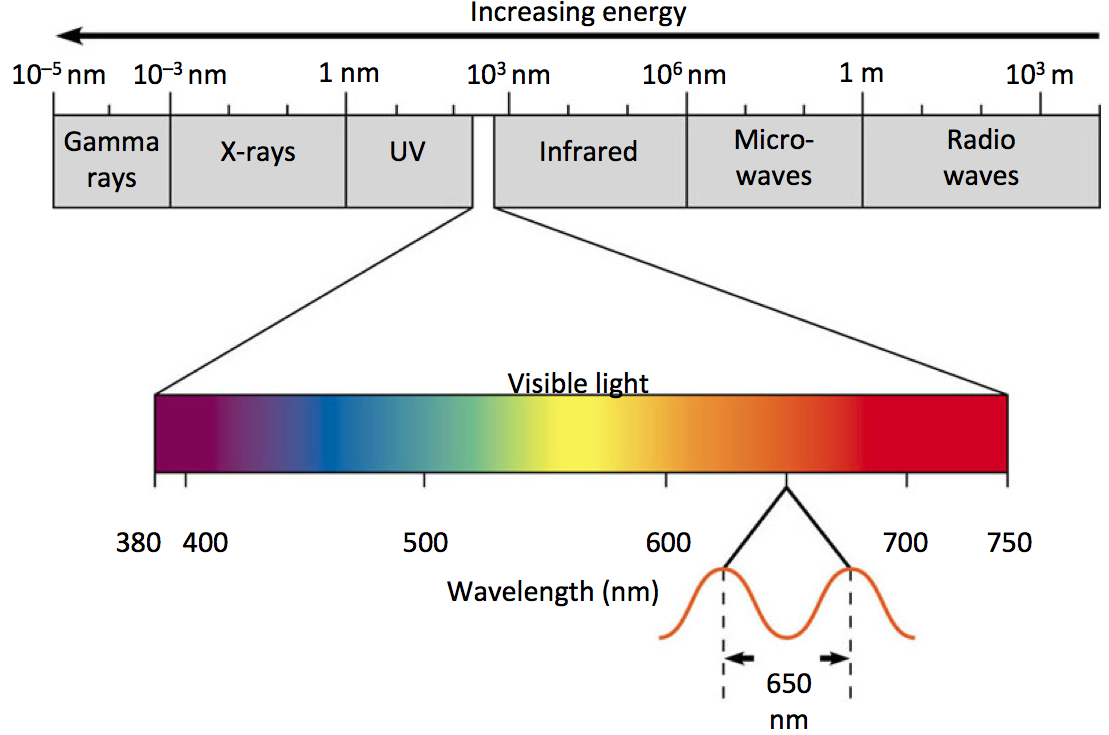 Increasing energy
10⁻⁵ nm 10⁻³ nm 1 nm 10³ nm 10⁶ nm 1 m 10³ m
Gamma rays X-rays UV Infrared Micro-waves Radio waves
Visible light
380 400 500 600 700 750
Wavelength (nm)
650
nm